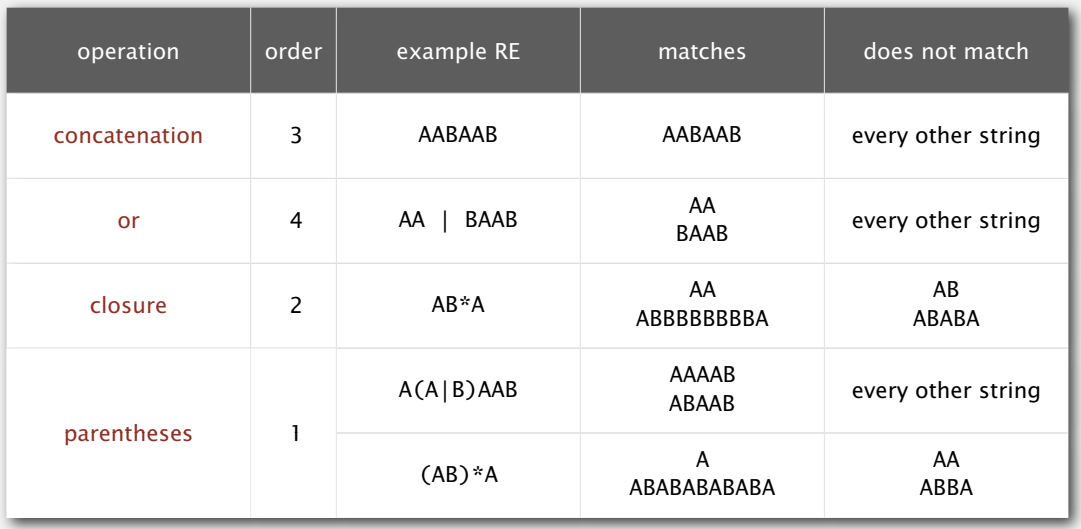 operation order example RE matches does not match
concatenation 3 AABAAB AABAAB every other string
or 4 AA | BAAB AA BAAB every other string
closure 2 AB*A AA ABBBBBBBBA AB ABABA
parentheses 1 A(A|B)AAB AAAAB ABAAB every other string
(AB)*A A ABABABABABA AA ABBA